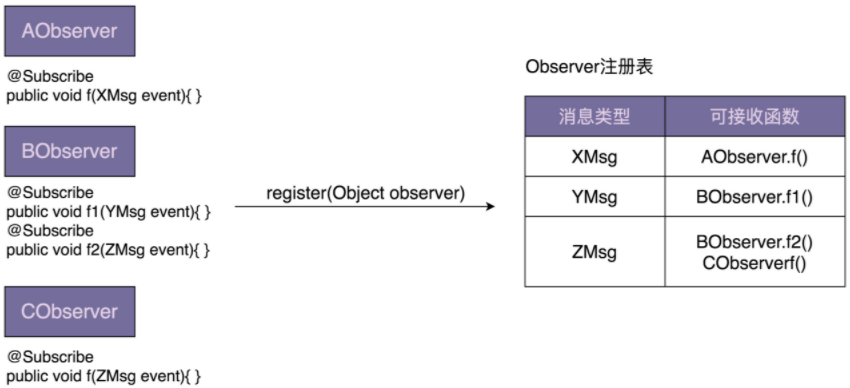 AObserver
@Subscribe
public void f(XMsg event){ }
BObserver
@Subscribe
public void f1(YMsg event){ }
@Subscribe
public void f2(ZMsg event){ }
CObserver
@Subscribe
public void f(ZMsg event){ }
register(Object observer)
Observer注册表
消息类型 可接收函数
XMsg AObserver.f()
YMsg BObserver.f1()
ZMsg BObserver.f2()
CObserverf()